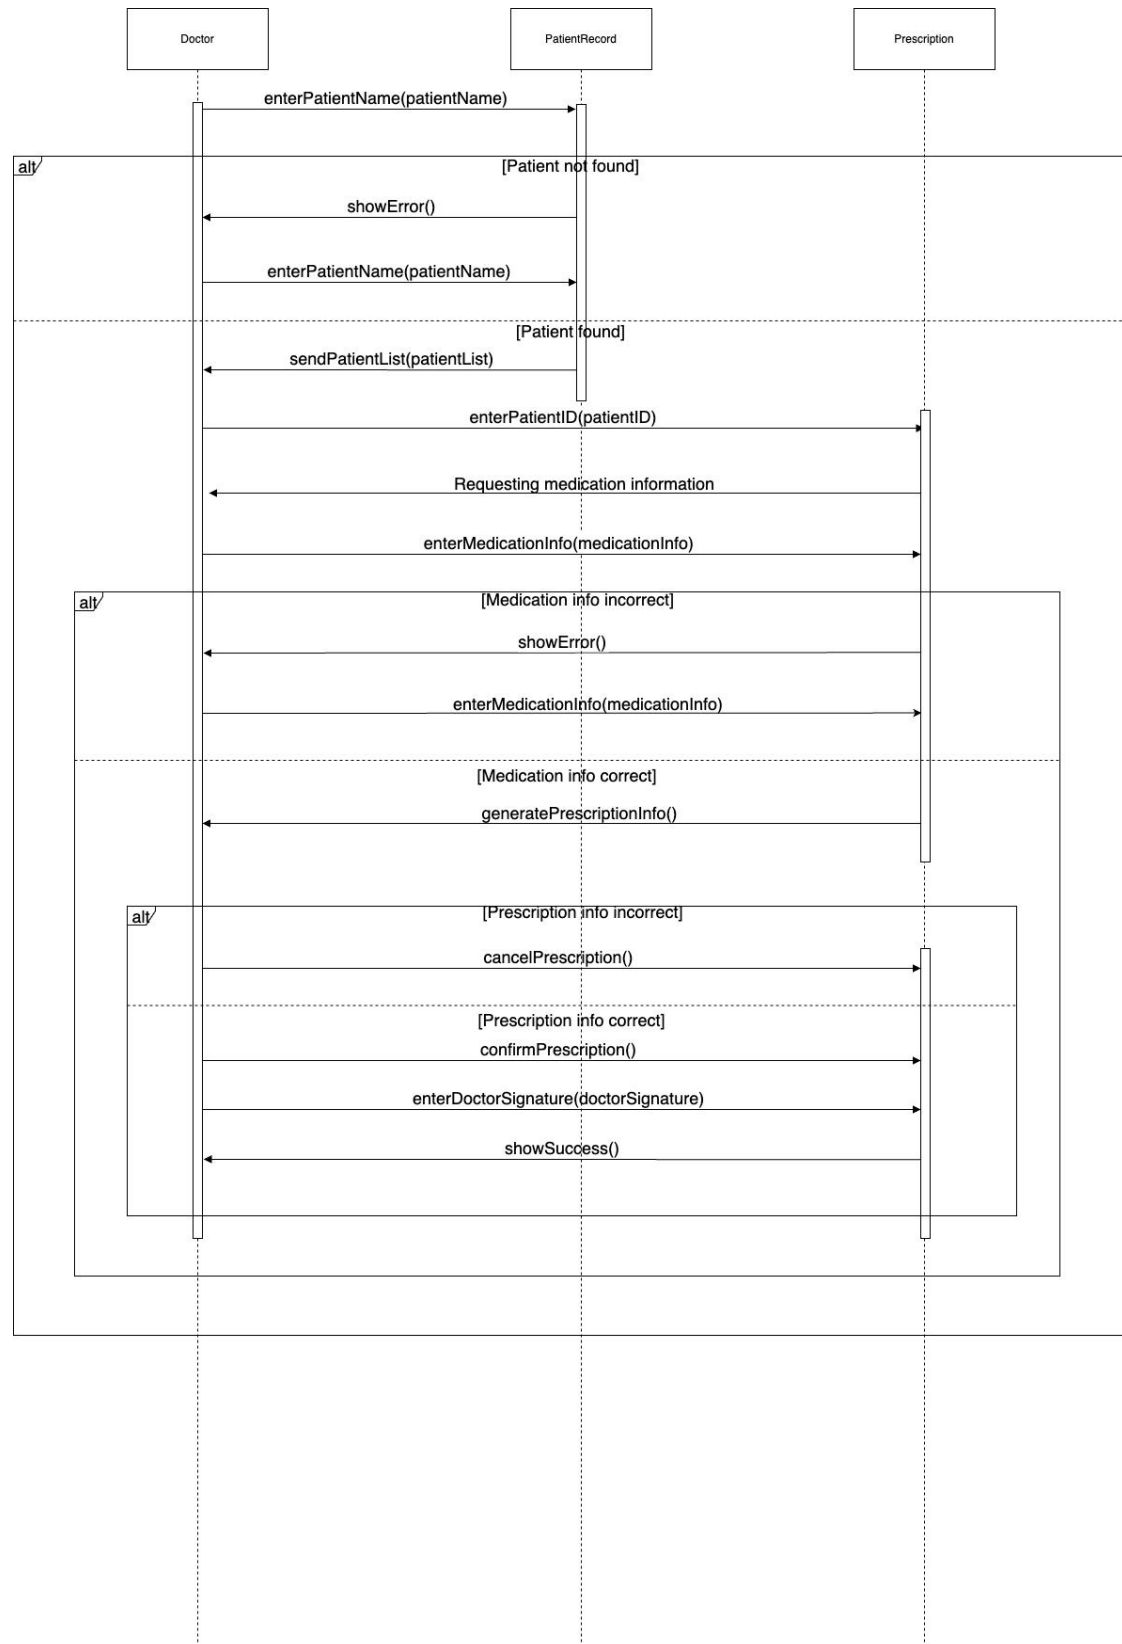 Doctor
PatientRecord
Prescription
enterPatientName(patientName)
alt
[Patient not found]
showError()
enterPatientName(patientName)
[Patient found]
sendPatientList(patientList)
enterPatientID(patientID)
Requesting medication information
enterMedicationInfo(medicationInfo)
alt
[Medication info incorrect]
showError()
enterMedicationInfo(medicationInfo)
[Medication info correct]
generatePrescriptionInfo()
alt
[Prescription info incorrect]
cancelPrescription()
[Prescription info correct]
confirmPrescription()
enterDoctorSignature(doctorSignature)
showSuccess()